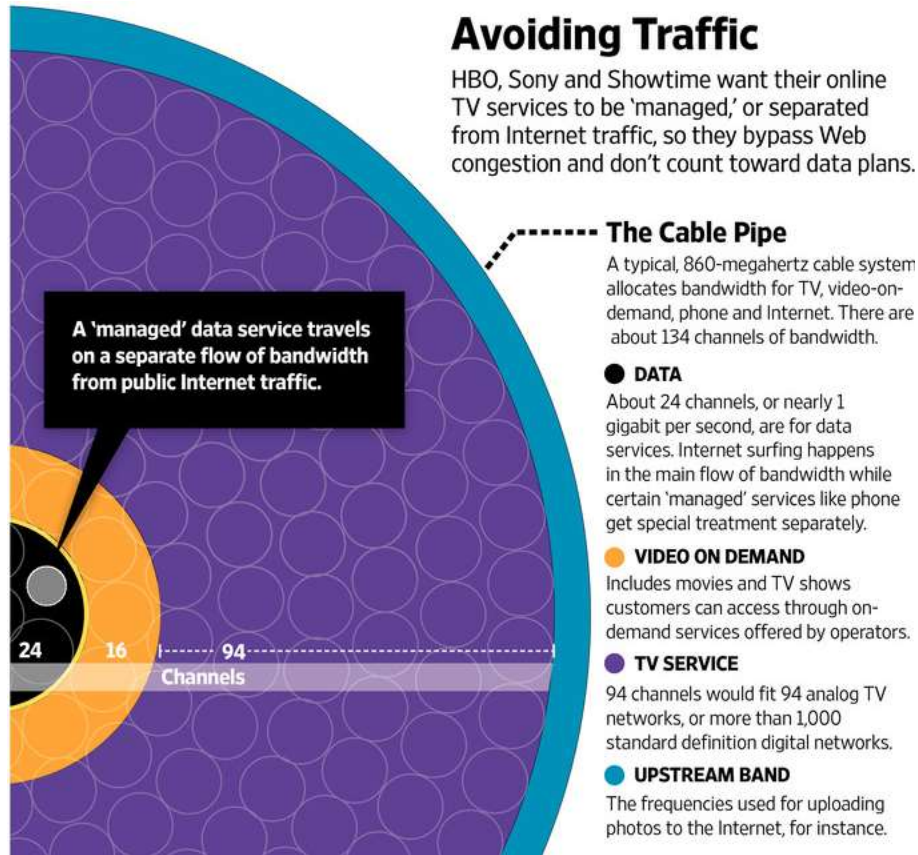 Avoiding Traffic
HBO, Sony and Showtime want their online
TV services to be ‘managed,’ or separated
from Internet traffic, so they bypass Web
congestion and don’t count toward data plans.
The Cable Pipe
A typical, 860-megahertz cable system
allocates bandwidth for TV, video-on-
demand, phone and Internet. There are
about 134 channels of bandwidth.
DATA
About 24 channels, or nearly 1
gigabit per second, are for data
services. Internet surfing happens
in the main flow of bandwidth while
certain ‘managed’ services like phone
get special treatment separately.
VIDEO ON DEMAND
Includes movies and TV shows
customers can access through on-
demand services offered by operators.
TV SERVICE
94 channels would fit 94 analog TV
networks, or more than 1,000
standard definition digital networks.
UPSTREAM BAND
The frequencies used for uploading
photos to the Internet, for instance.
A ‘managed’ data service travels
on a separate flow of bandwidth
from public Internet traffic.
24 16 94
Channels